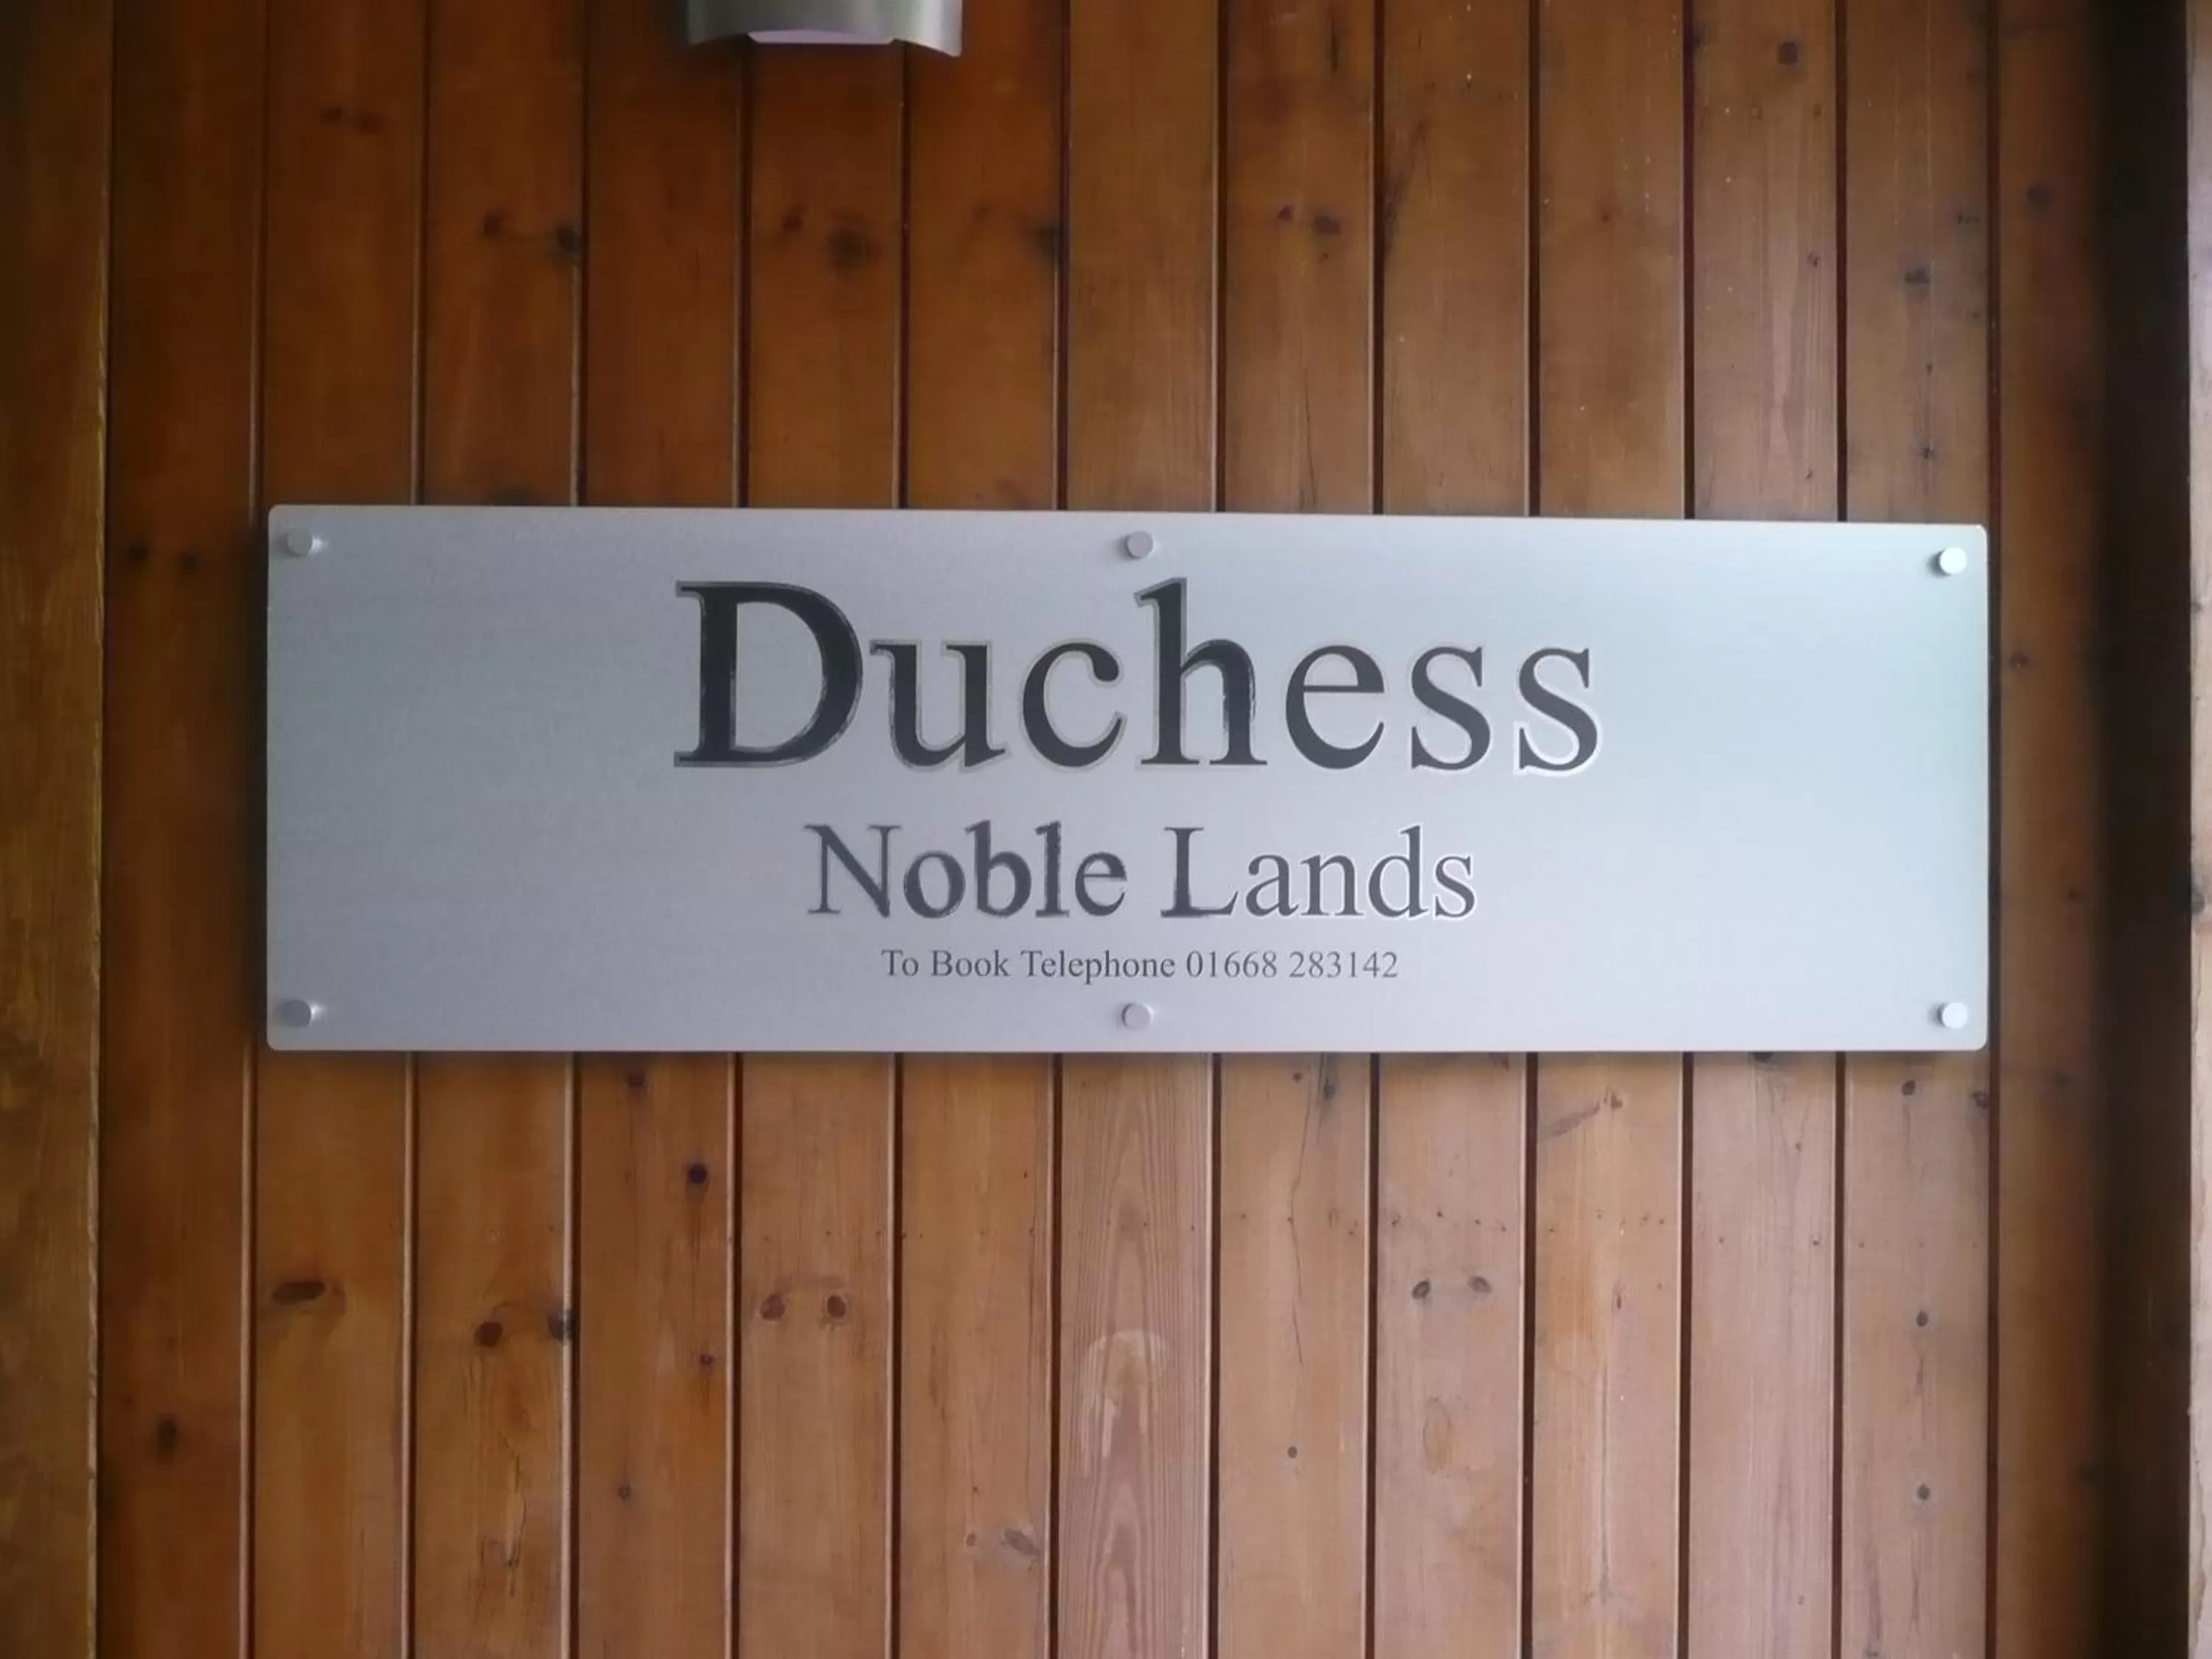 Duchess
Noble Lands
To Book Telephone 01668 283142